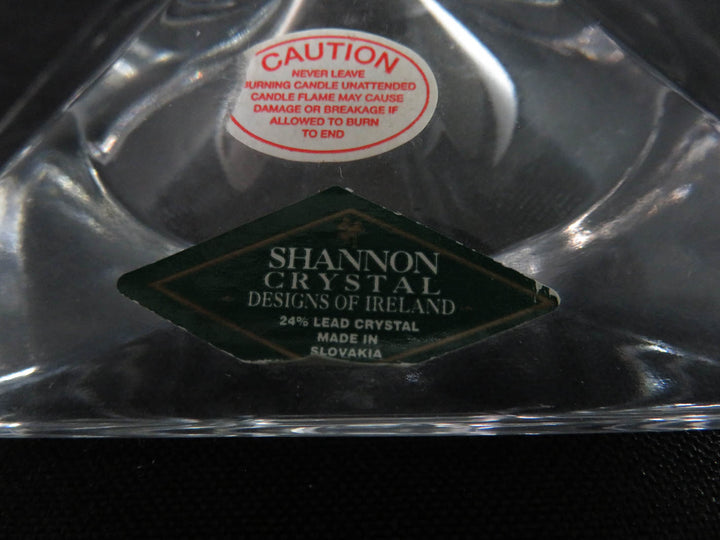 CAUTION
NEVER LEAVE
BURNING CANDLE UNATTENDED
CANDLE FLAME MAY CAUSE
DAMAGE OR BREAKAGE IF
ALLOWED TO BURN
TO END
SHANNON
CRYSTAL
DESIGNS OF IRELAND
24% LEAD CRYSTAL
MADE IN
SLOVAKIA